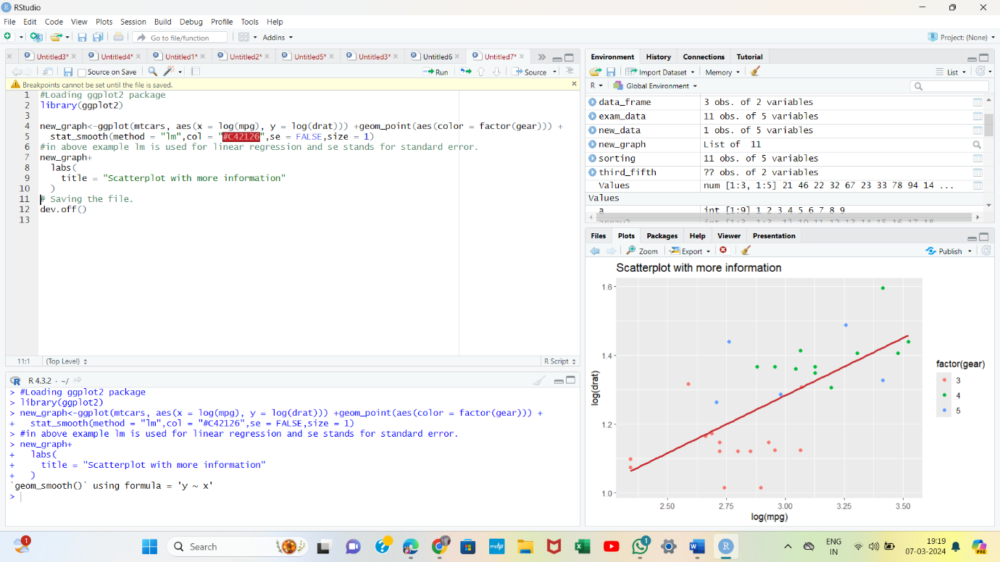 RStudio
File Edit Code View Plots Session Build Debug Profile Tools Help
Go to file/function Addins Project: (None)
Untitled3* Untitled4* Untitled1* Untitled2* Untitled5* Untitled3* Untitled6 Untitled7*
Source on Save Run Source
Breakpoints cannot be set until the file is saved.
1 #Loading ggplot2 package
2 library(ggplot2)
3
4 new_graph<-ggplot(mtcars, aes(x = log(mpg), y = log(drat))) +geom_point(aes(color = factor(gear))) +
5 stat_smooth(method = "lm",col = "#C42126",se = FALSE,size = 1)
6 #in above example lm is used for linear regression and se stands for standard error.
7 new_graph+
8 labs(
9 title = "Scatterplot with more information"
10 )
11 # Saving the file.
12 dev.off()
13
11:1 (Top Level) R Script
R 4.3.2 · ~/
> #Loading ggplot2 package
> library(ggplot2)
> new_graph<-ggplot(mtcars, aes(x = log(mpg), y = log(drat))) +geom_point(aes(color = factor(gear))) +
+ stat_smooth(method = "lm",col = "#C42126",se = FALSE,size = 1)
> #in above example lm is used for linear regression and se stands for standard error.
> new_graph+
+ labs(
+ title = "Scatterplot with more information"
+ )
`geom_smooth()` using formula = 'y ~ x'
>
Environment History Connections Tutorial
Import Dataset Memory List
R Global Environment
data_frame 3 obs. of 2 variables
exam_data 11 obs. of 5 variables
new_data 1 obs. of 5 variables
new_graph List of 11
sorting 11 obs. of 5 variables
third_fifth ?? obs. of 2 variables
Values num [1:3, 1:5] 21 46 22 32 67 23 33 78 94 14 ...
Values
a int [1:9] 1 2 3 4 5 6 7 8 9
Files Plots Packages Help Viewer Presentation
Zoom Export Publish
Scatterplot with more information
1.6
1.4
1.2
1.0
log(drat)
2.50 2.75 3.00 3.25 3.50
log(mpg)
factor(gear)
3
4
5
1
Search
1
ENG
IN
19:19
07-03-2024
PRE